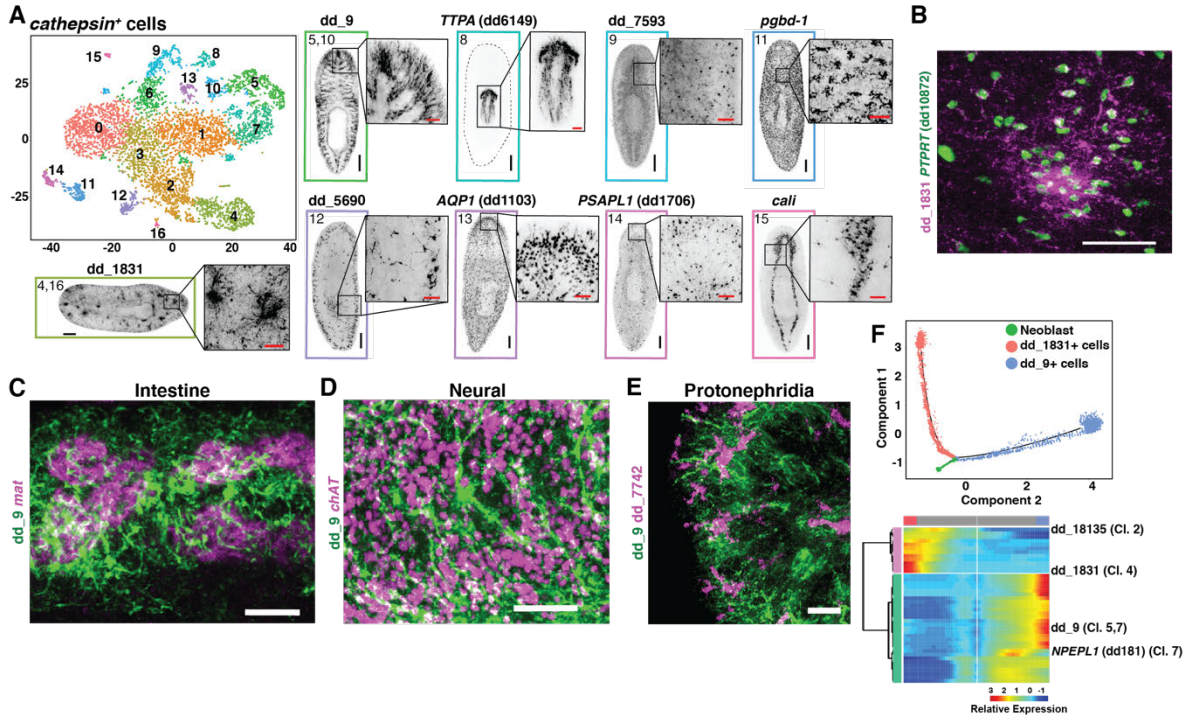 A
cathepsin⁺ cells
25
0
-25
-40
-20
0
20
40
15
9
8
13
10
5
6
7
0
1
3
2
14
11
12
4
16
dd_1831
4,16
dd_9
5,10
TTPA (dd6149)
8
dd_7593
9
pgbd-1
11
dd_5690
12
AQP1 (dd1103)
13
PSAPL1 (dd1706)
14
cali
15
B
dd_1831 PTPRT (dd10872)
C
Intestine
dd_9 mat
D
Neural
dd_9 chAT
E
Protonephridia
dd_9 dd_7742
F
Neoblast
dd_1831+ cells
dd_9+ cells
3
2
1
0
-1
Component 1
0
2
4
Component 2
dd_18135 (Cl. 2)
dd_1831 (Cl. 4)
dd_9 (Cl. 5,7)
NPEPL1 (dd181) (Cl. 7)
3 2 1 0 -1
Relative Expression